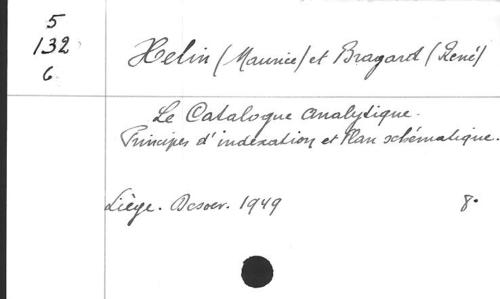 5
132
6
Helin (Maurice) et Bragard (René)
Le Catalogue analytique.
Principes d'indexation et Plan schématique.
Liège. Desoer. 1949 8°